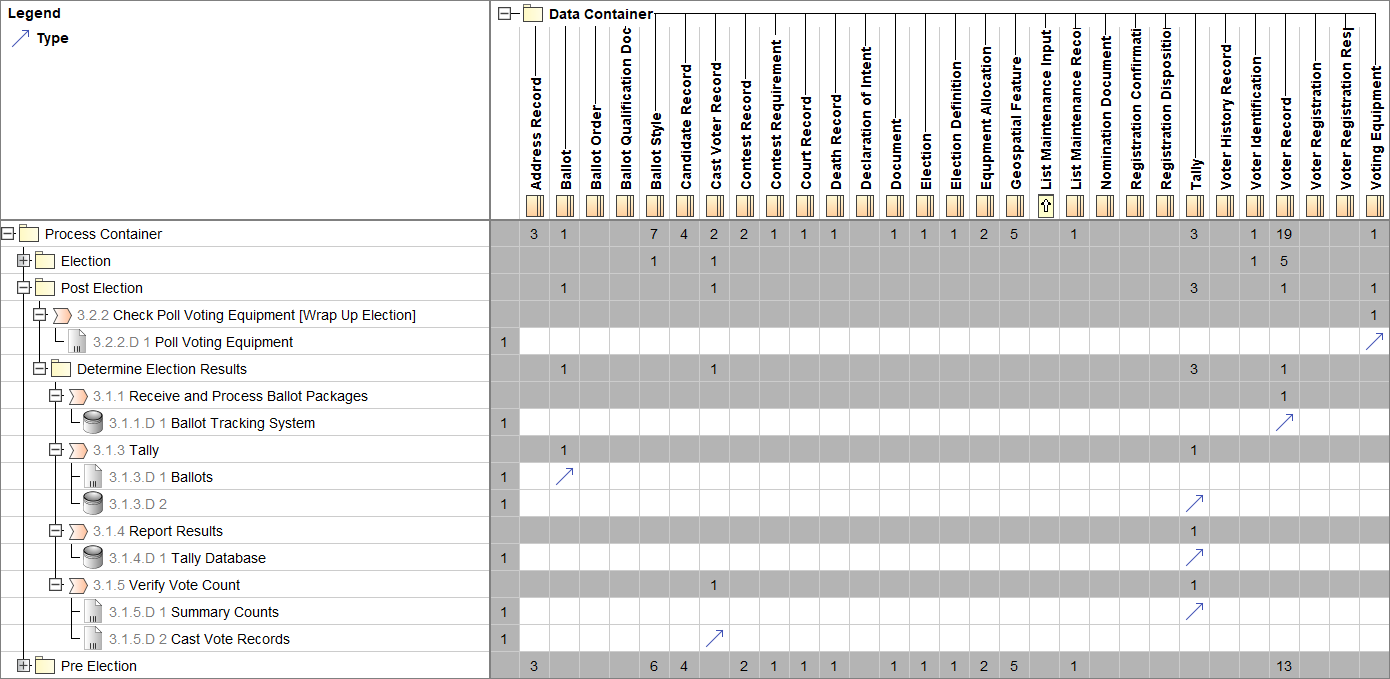 Legend
Type
Data Container
Address Record
Ballot
Ballot Order
Ballot Qualification Doc
Ballot Style
Candidate Record
Cast Voter Record
Contest Record
Contest Requirement
Court Record
Death Record
Declaration of Intent
Document
Election
Election Definition
Equpment Allocation
Geospatial Feature
List Maintenance Input
List Maintenance Reco
Nomination Document
Registration Confirmati
Registration Disposition
Tally
Voter History Record
Voter Identification
Voter Record
Voter Registration
Voter Registration Resp
Voting Equipment
Process Container 3 1 7 4 2 2 1 1 1 1 1 1 2 5 1 3 1 19 1
Election 1 1 1 5
Post Election 1 1 3 1 1
3.2.2 Check Poll Voting Equipment [Wrap Up Election] 1
3.2.2.D 1 Poll Voting Equipment 1
Determine Election Results 1 1 3 1
3.1.1 Receive and Process Ballot Packages 1
3.1.1.D 1 Ballot Tracking System 1
3.1.3 Tally 1 1
3.1.3.D 1 Ballots 1
3.1.3.D 2 1
3.1.4 Report Results 1
3.1.4.D 1 Tally Database 1
3.1.5 Verify Vote Count 1 1
3.1.5.D 1 Summary Counts 1
3.1.5.D 2 Cast Vote Records 1
Pre Election 3 6 4 2 1 1 1 1 1 1 2 5 1 13